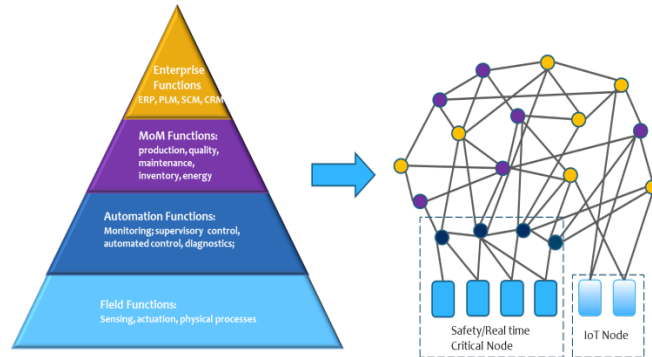 Enterprise
Functions
ERP, PLM, SCM, CRM
MoM Functions:
production, quality,
maintenance,
inventory, energy
Automation Functions:
Monitoring; supervisory control,
automated control, diagnostics;
Field Functions:
Sensing, actuation, physical processes
Safety/Real time
Critical Node
IoT Node